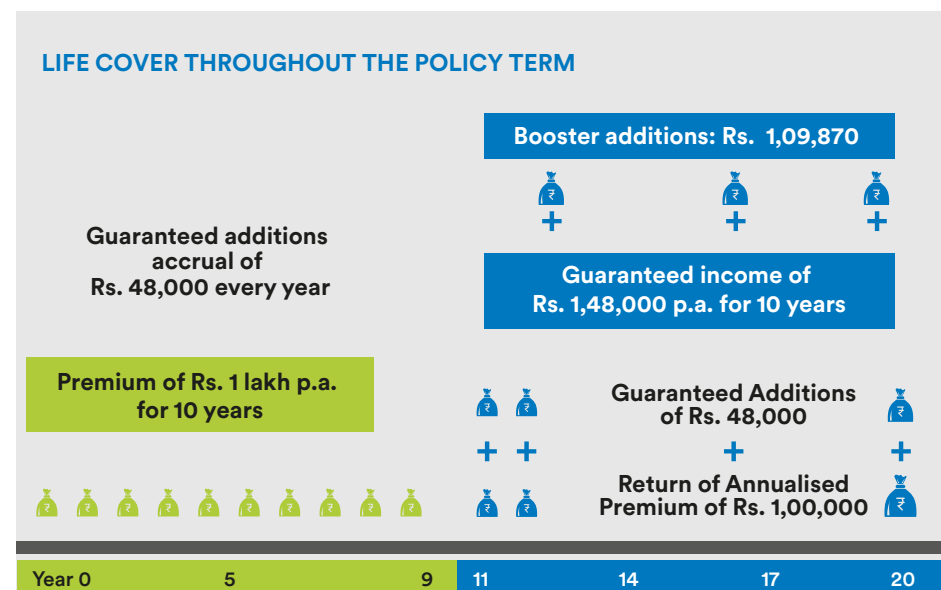 LIFE COVER THROUGHOUT THE POLICY TERM
Booster additions: Rs. 1,09,870
Guaranteed additions
accrual of
Rs. 48,000 every year
Guaranteed income of
Rs. 1,48,000 p.a. for 10 years
Premium of Rs. 1 lakh p.a.
for 10 years
Guaranteed Additions
of Rs. 48,000
+
Return of Annualised
Premium of Rs. 1,00,000
Year 0 5 9 11 14 17 20